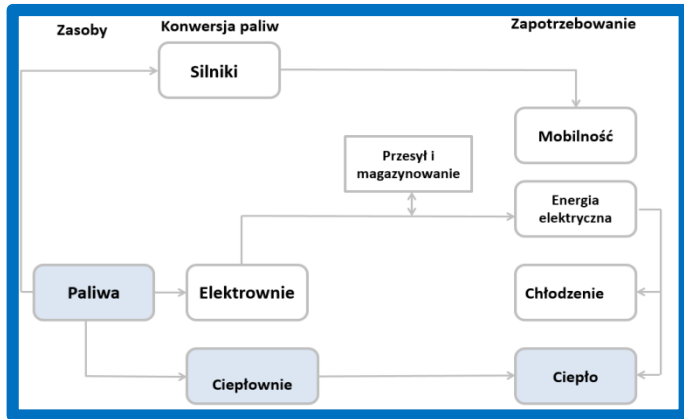 Zasoby
Konwersja paliw
Zapotrzebowanie
Silniki
Mobilność
Przesył i
magazynowanie
Energia
elektryczna
Paliwa
Elektrownie
Chłodzenie
Ciepłownie
Ciepło